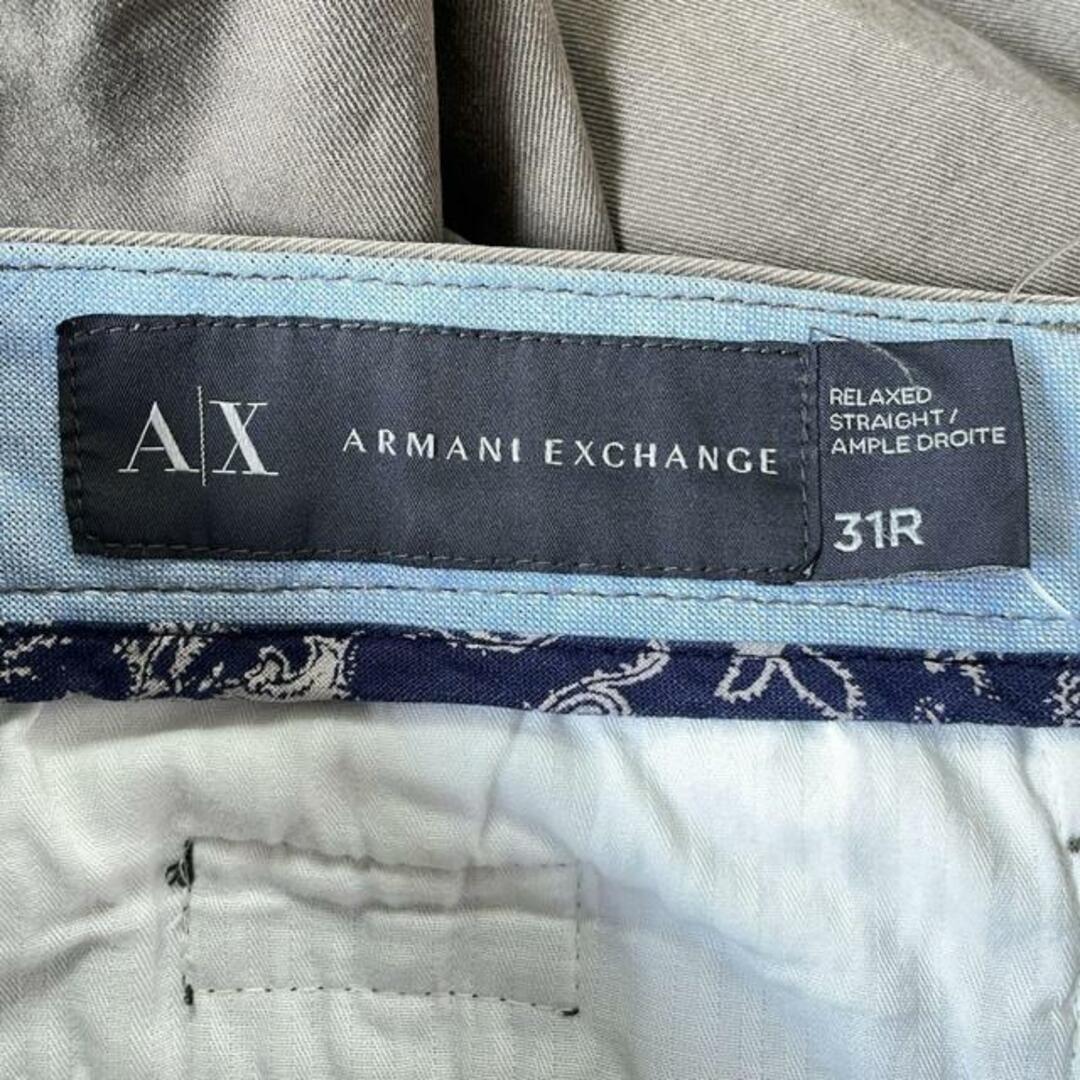 A|X ARMANI EXCHANGE
RELAXED
STRAIGHT/
AMPLE DROITE
31R